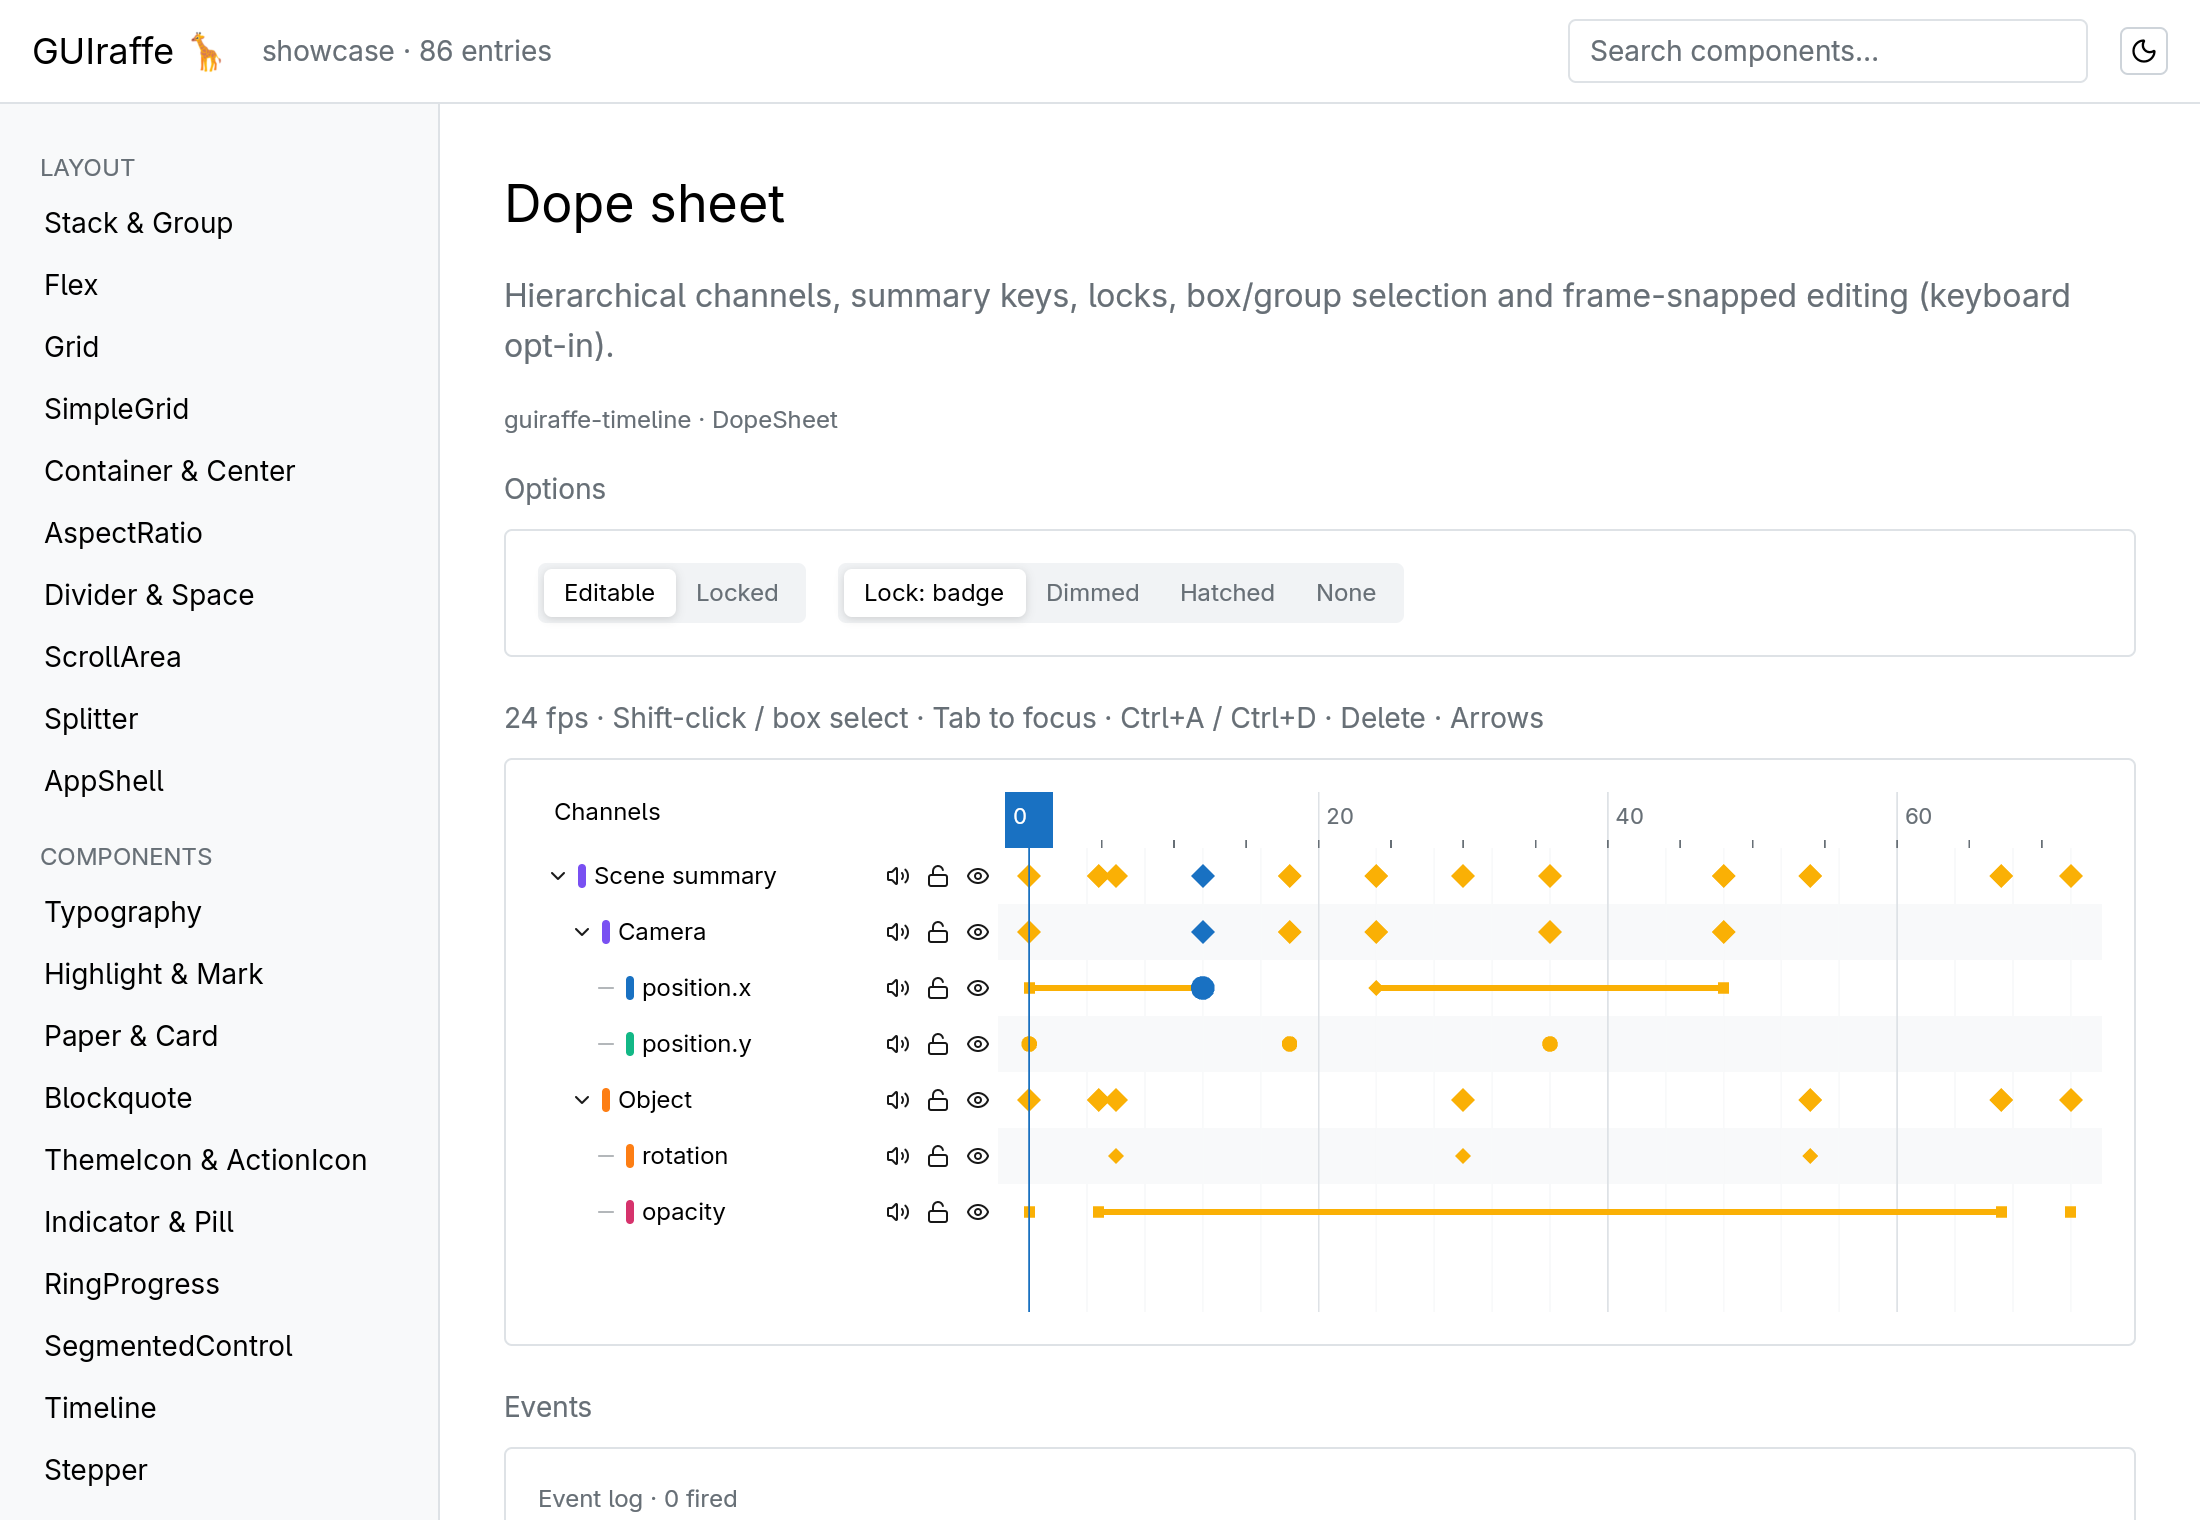 GUIraffe 🦒 showcase · 86 entries
Search components...
LAYOUT
Stack & Group
Flex
Grid
SimpleGrid
Container & Center
AspectRatio
Divider & Space
ScrollArea
Splitter
AppShell
COMPONENTS
Typography
Highlight & Mark
Paper & Card
Blockquote
ThemeIcon & ActionIcon
Indicator & Pill
RingProgress
SegmentedControl
Timeline
Stepper
Dope sheet
Hierarchical channels, summary keys, locks, box/group selection and frame-snapped editing (keyboard
opt-in).
guiraffe-timeline · DopeSheet
Options
Editable Locked Lock: badge Dimmed Hatched None
24 fps · Shift-click / box select · Tab to focus · Ctrl+A / Ctrl+D · Delete · Arrows
Channels 0 20 40 60
Scene summary
Camera
position.x
position.y
Object
rotation
opacity
Events
Event log · 0 fired